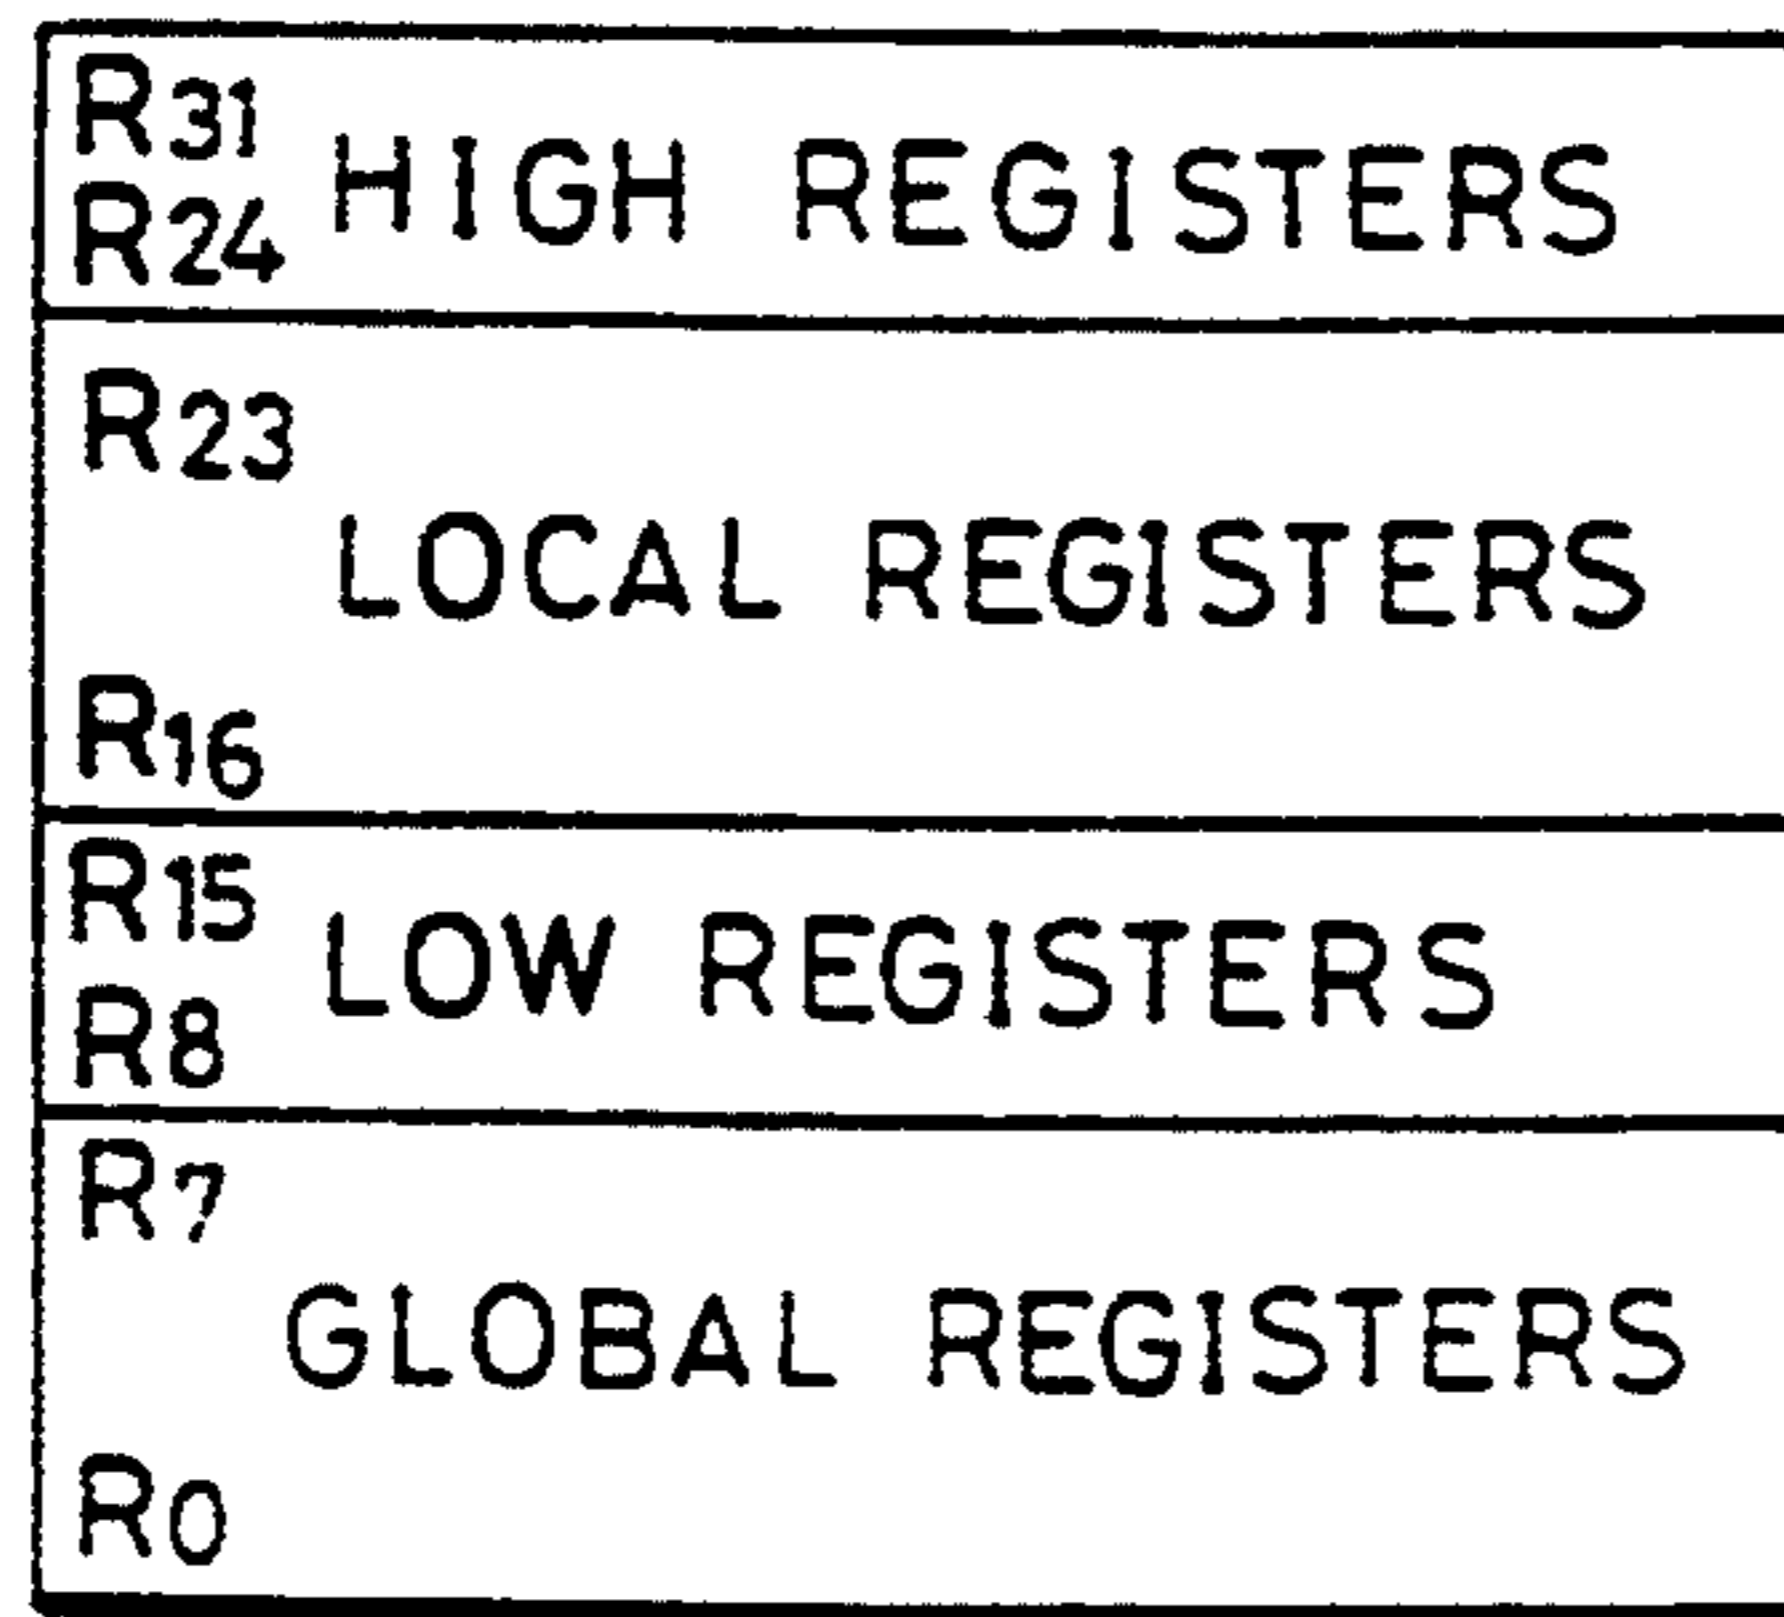 R31
HIGH REGISTERS
R24
R23
LOCAL REGISTERS
R16
R15
LOW REGISTERS
R8
R7
GLOBAL REGISTERS
R0